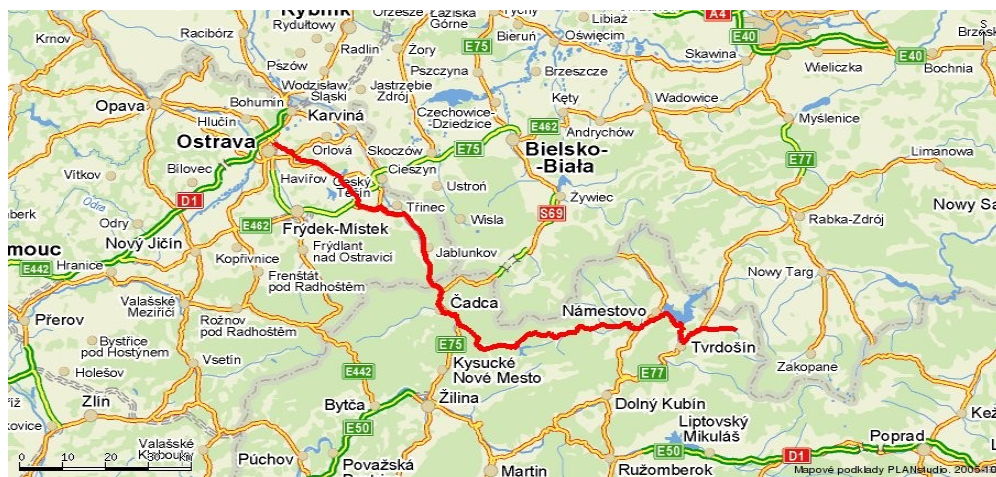 Rybnik
Krnov
Racibórz
Rydułtowy
Radlin
Orzesze
Łaziska
Górne
Żory
E75
Tychy
Bieruń
Libiaż
Oświęcim
A4
E40
Skawina
Wieliczka
E40
Bochnia
S
Pszów
Wodzisław
Śląski
Jastrzębie
Zdrój
Pszczyna
Brzeszcze
Opava
Bohumín
Hlučín
Karviná
Czechowice-
-Dziedzice
Kęty
Wadowice
Myślenice
Ostrava
Orlová
Skoczów
E75
E462
Andrychów
Bielsko-
-Biała
E77
Limanowa
Bílovec
Vítkov
Havířov
Český
Těšín
Cieszyn
Ustroń
Żywiec
Odra
D1
Třinec
Wisla
S69
Rabka-Zdrój
Odry
E462
Frýdek-Místek
Nový Jičín
Frýdlant
nad Ostravicí
Jablunkov
E442
Hranice
Kopřivnice
Frenštát
pod Radhoštěm
Nowy Targ
Čadca
Námestovo
Valašské
Meziříčí
Rožnov
pod Radhoštěm
Přerov
Bystřice
pod Hostýnem
Vsetín
E75
Kysucké
Nové Mesto
Tvrdošín
Zakopane
Holešov
E442
E77
Zlín
Bytča
Žilina
Dolný Kubín
E50
Liptovský
Mikuláš
Valašské
Klobouky
Púchov
Považská
Martin
Ružomberok
D1
Poprad
E50
0 10 20 30 km
Mapové podklady PLANstudio. 2005-10